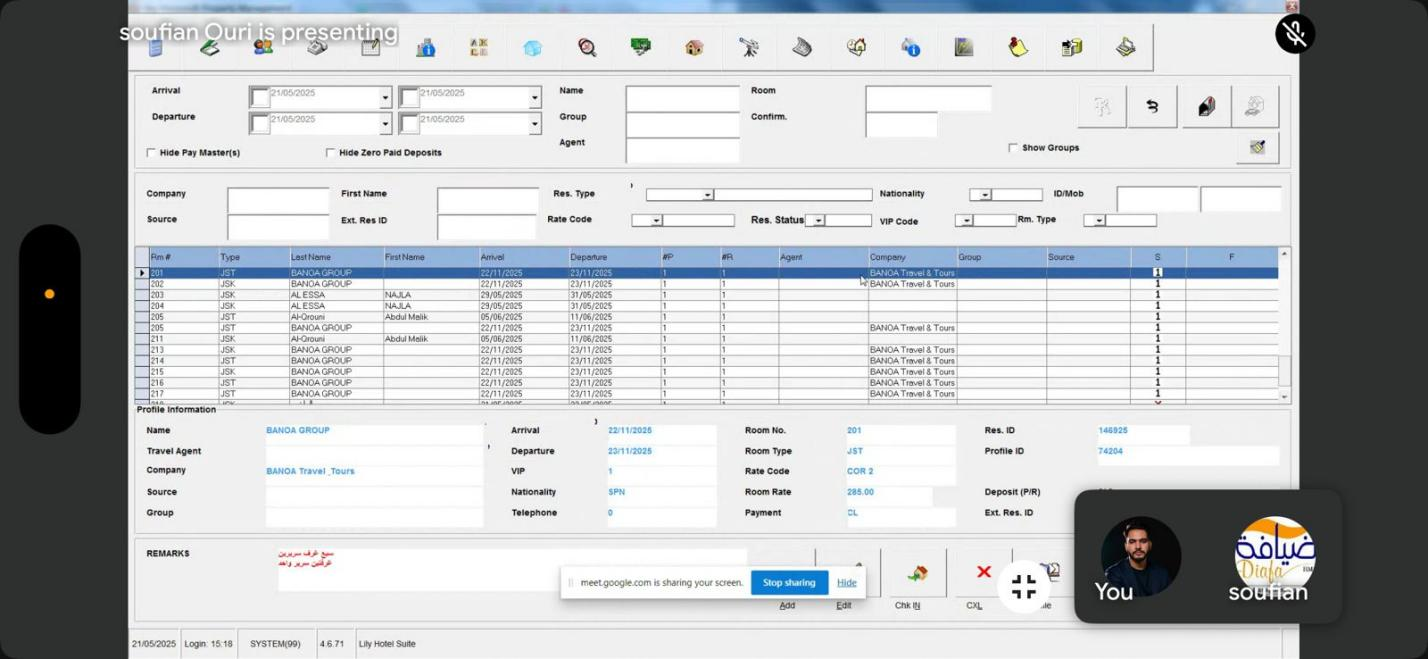 soufian Ouri is presenting
Arrival 21/05/2025 21/05/2025 Name Room
Departure 21/05/2025 21/05/2025 Group Confirm.
Agent
Hide Pay Master(s) Hide Zero Paid Deposits Show Groups
Company First Name Res. Type Nationality ID/Mob
Source Ext. Res ID Rate Code Res. Status VIP Code Rm. Type
Rm # Type Last Name First Name Arrival Departure #P #R Agent Company Group Source S F
201 JST BANOA GROUP 22/11/2025 23/11/2025 1 1 BANOA Travel & Tours 1
202 JSK BANOA GROUP 22/11/2025 23/11/2025 1 1 BANOA Travel & Tours 1
203 JSK AL ESSA NAJLA 29/05/2025 31/05/2025 1 1 1
204 JSK AL ESSA NAJLA 29/05/2025 31/05/2025 1 1 1
205 JST Al-Qrouni Abdul Malik 05/06/2025 11/06/2025 1 1 1
205 JST BANOA GROUP 22/11/2025 23/11/2025 1 1 BANOA Travel & Tours 1
211 JSK Al-Qrouni Abdul Malik 05/06/2025 11/06/2025 1 1 1
213 JSK BANOA GROUP 22/11/2025 23/11/2025 1 1 BANOA Travel & Tours 1
214 JST BANOA GROUP 22/11/2025 23/11/2025 1 1 BANOA Travel & Tours 1
215 JSK BANOA GROUP 22/11/2025 23/11/2025 1 1 BANOA Travel & Tours 1
216 JST BANOA GROUP 22/11/2025 23/11/2025 1 1 BANOA Travel & Tours 1
217 JST BANOA GROUP 22/11/2025 23/11/2025 1 1 BANOA Travel & Tours 1
Profile Information
Name BANOA GROUP Arrival 22/11/2025 Room No. 201 Res. ID 146925
Travel Agent Departure 23/11/2025 Room Type JST Profile ID 74204
Company BANOA Travel _Tours VIP 1 Rate Code COR 2
Source Nationality SPN Room Rate 285.00 Deposit (P/R)
Group Telephone 0 Payment CL Ext. Res. ID
REMARKS سبع غرف سريرين
غرفتين سرير واحد
meet.google.com is sharing your screen. Stop sharing Hide
Add Edit Chk IN CXL
You soufian
ضيافة
Diafa
21/05/2025 Login: 15:18 SYSTEM(99) 4.6.71 Lily Hotel Suite